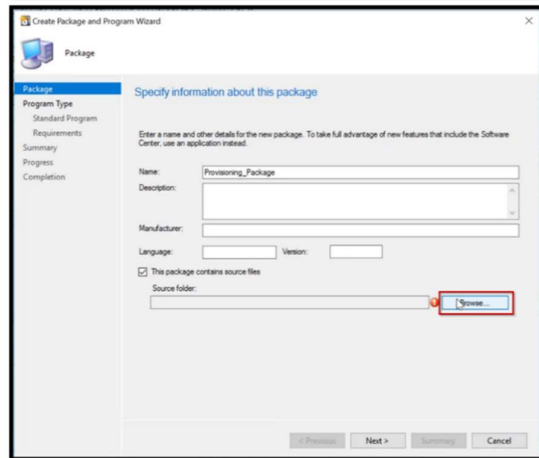 Create Package and Program Wizard
Package
Package
Program Type
Standard Program
Requirements
Summary
Progress
Completion
Specify information about this package
Enter a name and other details for the new package. To take full advantage of new features that include the Software
Center, use an application instead.
Name: Provisioning_Package
Description:
Manufacturer:
Language: Version:
This package contains source files
Source folder:
Browse...
< Previous Next > Summary Cancel